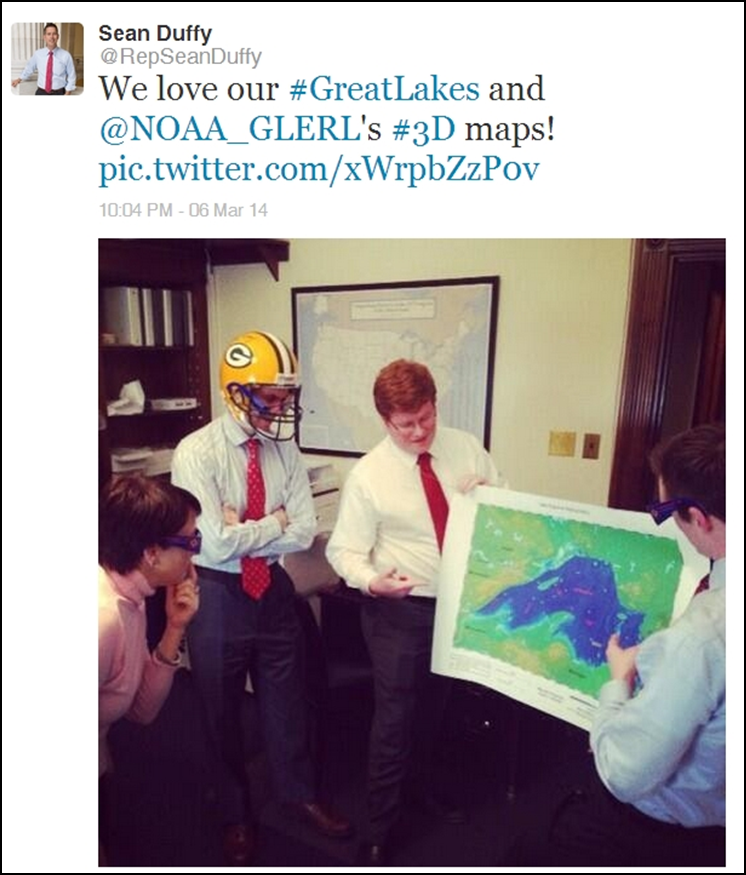 Sean Duffy
@RepSeanDuffy
We love our #GreatLakes and
@NOAA_GLERL's #3D maps!
pic.twitter.com/xWrpbZzPov
10:04 PM - 06 Mar 14
G